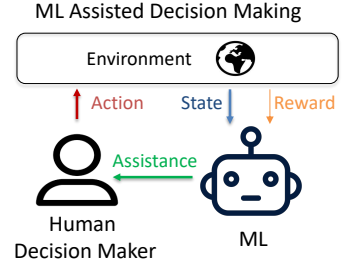 ML Assisted Decision Making
Environment
Action
State
Reward
Assistance
Human
Decision Maker
ML